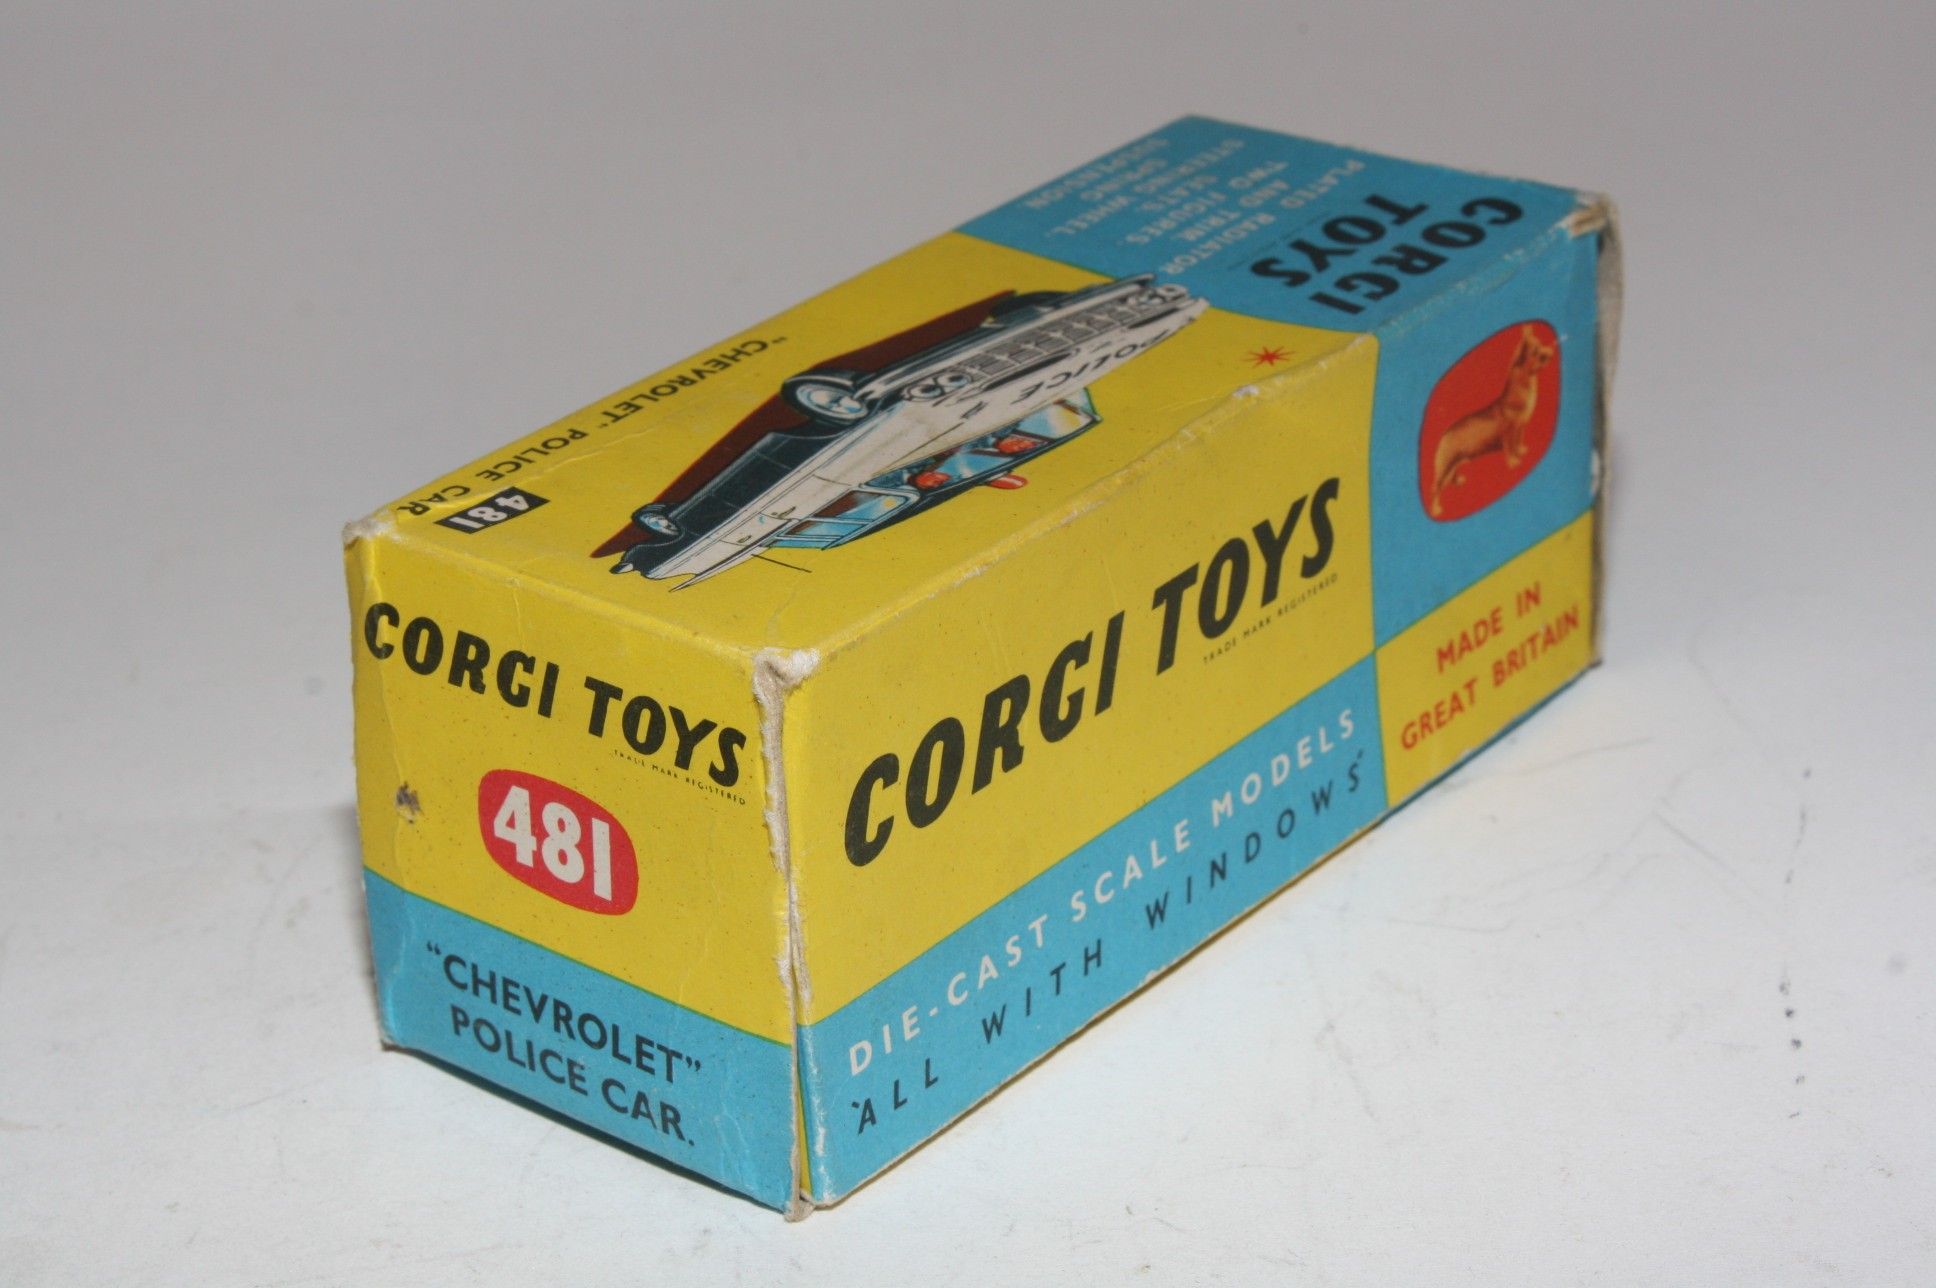 CORGI
TOYS
PLATED RADIATOR
AND TRIM.
TWO FIGURES.
SEATS.
STEERING WHEEL.
SPRING
SUSPENSION
"CHEVROLET" POLICE CAR
481
POLICE
CORGI TOYS
TRADE MARK REGISTERED
481
"CHEVROLET"
POLICE CAR.
CORGI TOYS
TRADE MARK REGISTERED
DIE-CAST SCALE MODELS
'ALL WITH WINDOWS'
MADE IN
GREAT BRITAIN